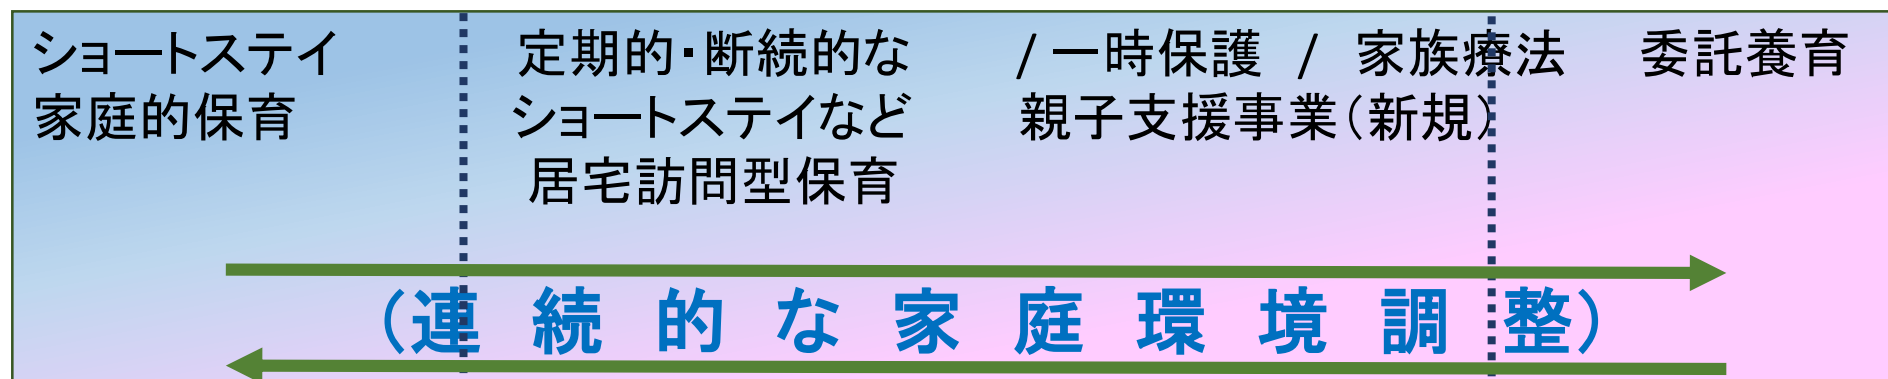 ショートステイ
家庭的保育
定期的・断続的な
ショートステイなど
居宅訪問型保育
/ 一時保護 / 家族療法
親子支援事業（新規）
委託養育
（連続的な家庭環境調整）